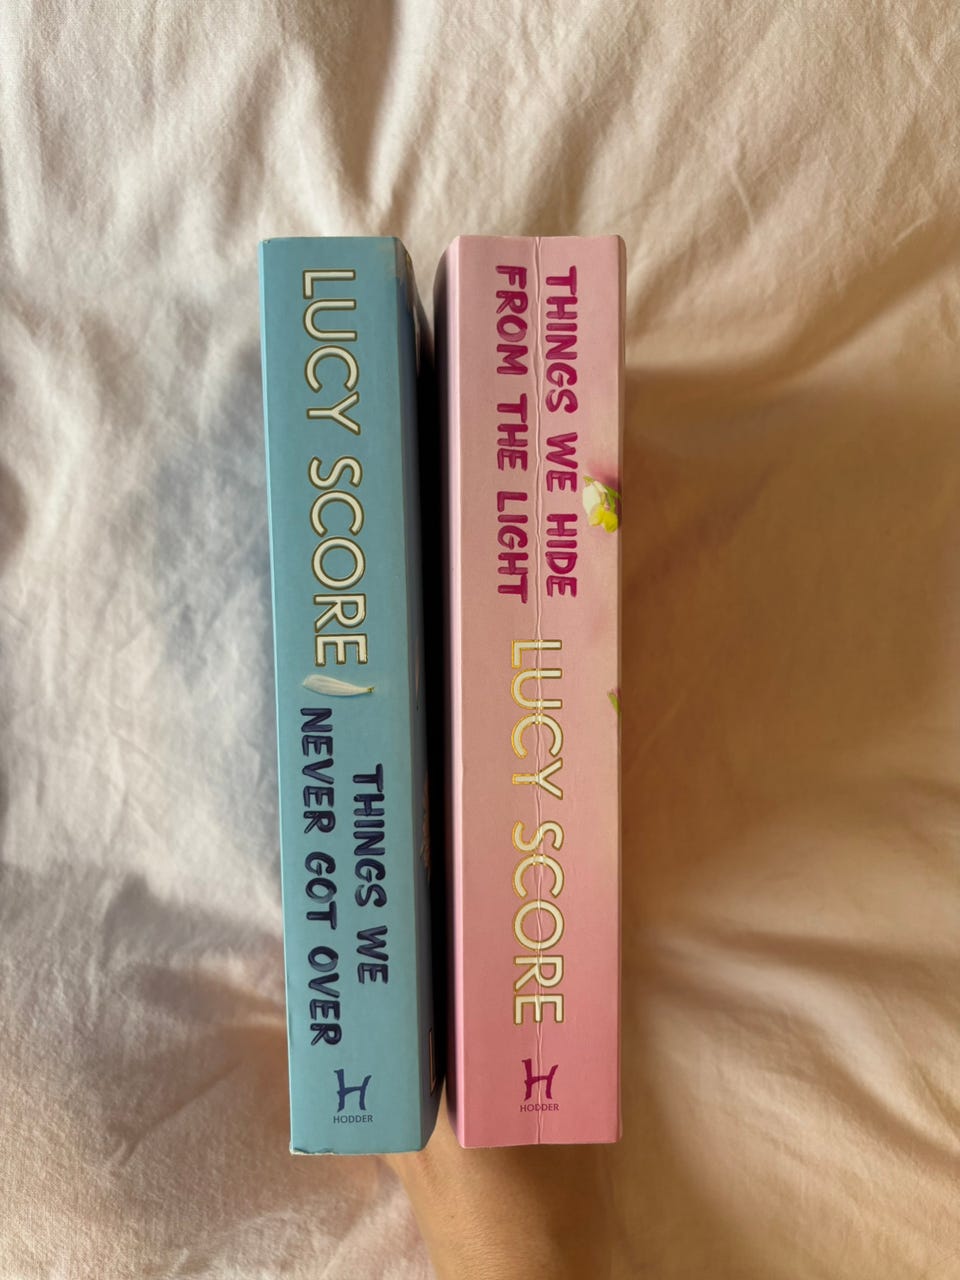 LUCY SCORE
THINGS WE
NEVER GOT OVER
H
HODDER
THINGS WE HIDE
FROM THE LIGHT
LUCY SCORE
H
HODDER